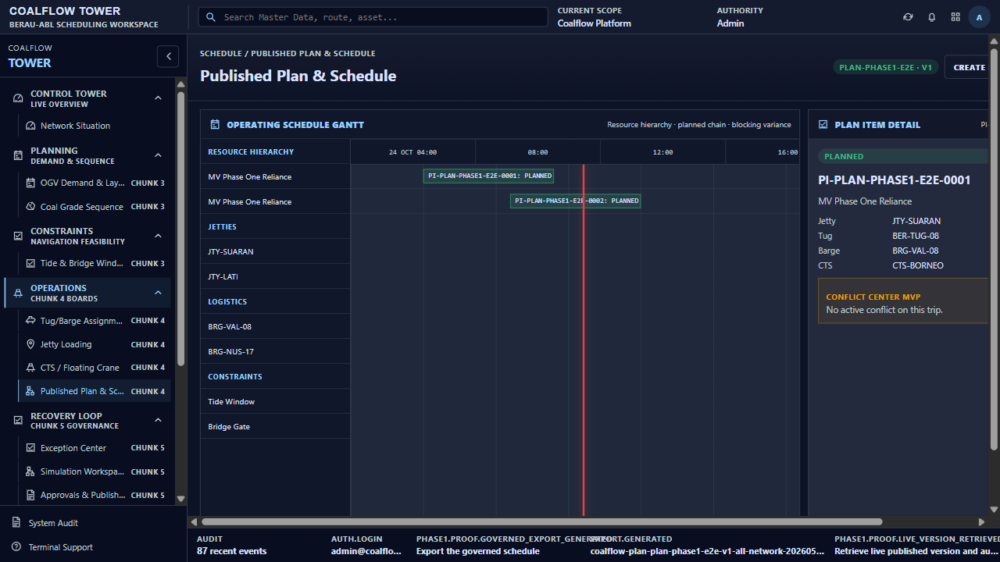 COALFLOW TOWER
BERAU-ABL SCHEDULING WORKSPACE
Search Master Data, route, asset...
CURRENT SCOPE
Coalflow Platform
AUTHORITY
Admin
A
COALFLOW
TOWER
CONTROL TOWER
LIVE OVERVIEW
Network Situation
PLANNING
DEMAND & SEQUENCE
OGV Demand & Lay... CHUNK 3
Coal Grade Sequence CHUNK 3
CONSTRAINTS
NAVIGATION FEASIBILITY
Tide & Bridge Wind... CHUNK 3
OPERATIONS
CHUNK 4 BOARDS
Tug/Barge Assignm... CHUNK 4
Jetty Loading CHUNK 4
CTS / Floating Crane CHUNK 4
Published Plan & Sc... CHUNK 4
RECOVERY LOOP
CHUNK 5 GOVERNANCE
Exception Center CHUNK 5
Simulation Workspa... CHUNK 5
Approvals & Publish... CHUNK 5
System Audit
Terminal Support
SCHEDULE / PUBLISHED PLAN & SCHEDULE
Published Plan & Schedule
PLAN-PHASE1-E2E · V1
CREATE
OPERATING SCHEDULE GANTT
Resource hierarchy · planned chain · blocking variance
RESOURCE HIERARCHY
24 OCT 04:00 08:00 12:00 16:00
MV Phase One Reliance
PI-PLAN-PHASE1-E2E-0001: PLANNED
MV Phase One Reliance
PI-PLAN-PHASE1-E2E-0002: PLANNED
JETTIES
JTY-SUARAN
JTY-LATI
LOGISTICS
BRG-VAL-08
BRG-NUS-17
CONSTRAINTS
Tide Window
Bridge Gate
PLAN ITEM DETAIL
PLANNED
PI-PLAN-PHASE1-E2E-0001
MV Phase One Reliance
Jetty JTY-SUARAN
Tug BER-TUG-08
Barge BRG-VAL-08
CTS CTS-BORNEO
CONFLICT CENTER MVP
No active conflict on this trip.
AUDIT
87 recent events
AUTH.LOGIN
admin@coalflo...
PHASE1.PROOF.GOVERNED_EXPORT_GENERATED
Export the governed schedule
EXPORT.GENERATED
coalflow-plan-plan-phase1-e2e-v1-all-network-202605...
PHASE1.PROOF.LIVE_VERSION_RETRIEVED
Retrieve live published version and au...